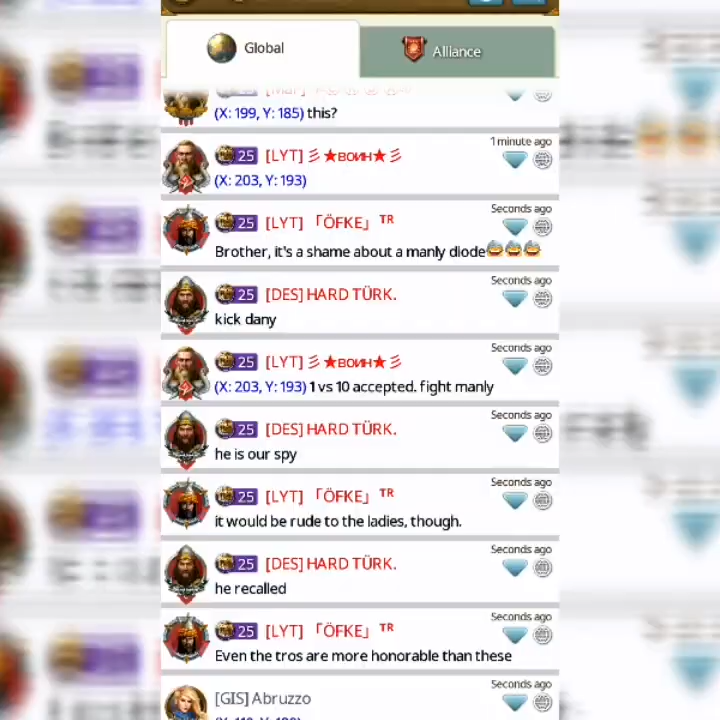 Global
Alliance
(X: 199, Y: 185) this?
1 minute ago
25 [LYT] 彡★воин★彡
(X: 203, Y: 193)
Seconds ago
25 [LYT] 「ÖFKE」ᵀᴿ
Brother, it's a shame about a manly diode
Seconds ago
25 [DES] HARD TÜRK.
kick dany
Seconds ago
25 [LYT] 彡★воин★彡
(X: 203, Y: 193) 1 vs 10 accepted. fight manly
Seconds ago
25 [DES] HARD TÜRK.
he is our spy
Seconds ago
25 [LYT] 「ÖFKE」ᵀᴿ
it would be rude to the ladies, though.
Seconds ago
25 [DES] HARD TÜRK.
he recalled
Seconds ago
25 [LYT] 「ÖFKE」ᵀᴿ
Even the tros are more honorable than these
Seconds ago
[GIS] Abruzzo